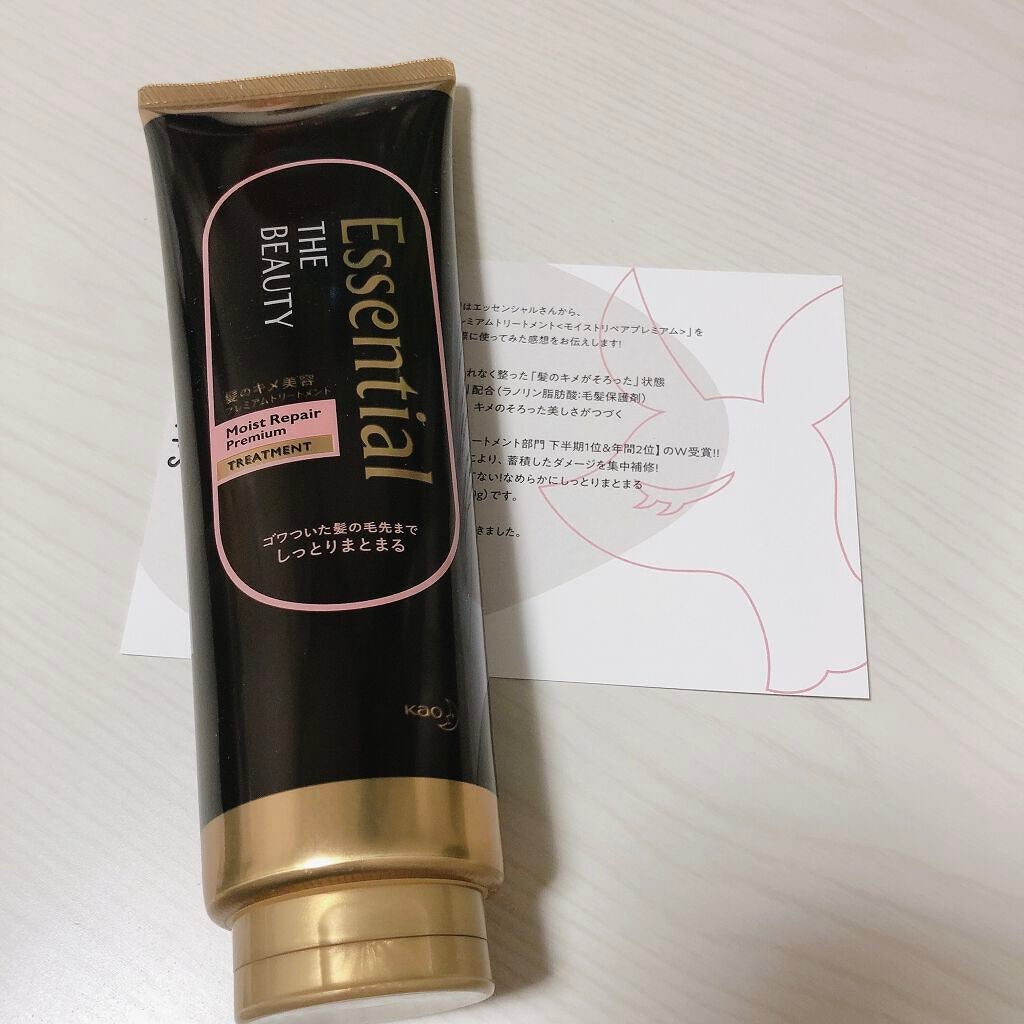 Essential
THE
BEAUTY
髪のキメ美容
プレミアムトリートメント
Moist Repair
Premium
TREATMENT
ゴワついた髪の毛先まで
しっとりまとまる
Kao
はエッセンシャルさんから、
ミアムトリートメント<モイストリペアプレミアム>」を
に使ってみた感想をお伝えします!
れなく整った「髪のキメがそろった」状態
配合(ラノリン脂肪酸:毛髪保護剤)
キメのそろった美しさがつづく
ートメント部門 下半期1位&年間2位】のW受賞!!
により、蓄積したダメージを集中補修!
ない!なめらかにしっとりまとまる
g)です。
きました。